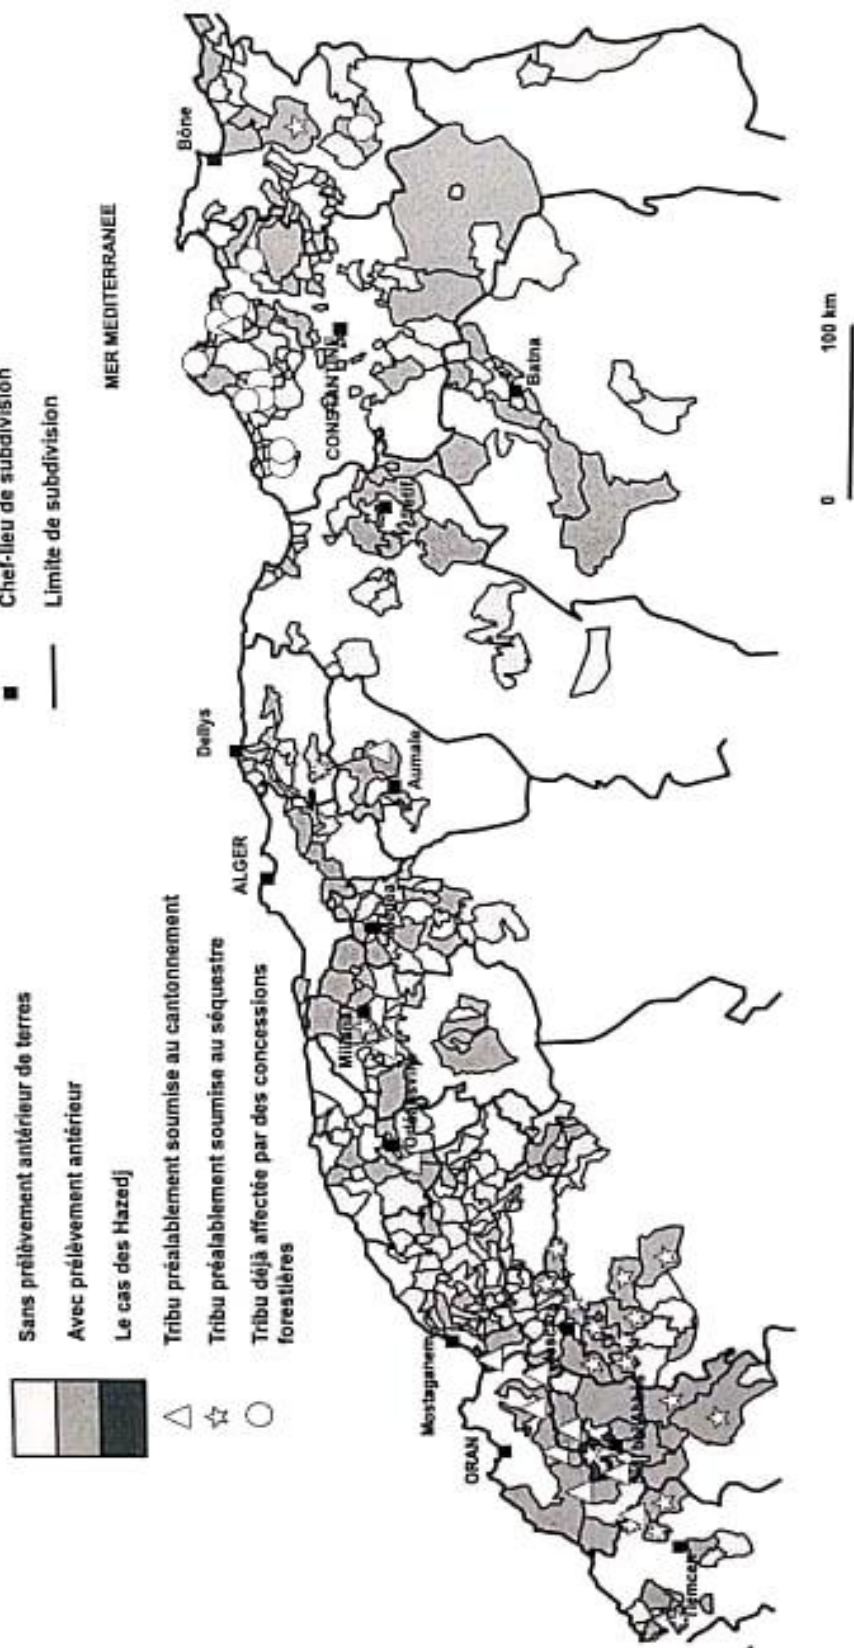 Sans prélèvement antérieur de terres
Avec prélèvement antérieur
Le cas des Hazedj
Tribu préalablement soumise au cantonnement
Tribu préalablement soumise au séquestre
Tribu déjà affectée par des concessions
forestières
Chef-lieu de subdivision
Limite de subdivision
MER MEDITERRANEE
Bône
Dellys
ALGER
CONSTANTINE
Batna
Aumale
Médéa
Miliana
Mostaganem
ORAN
Tlemcen
0
100 km